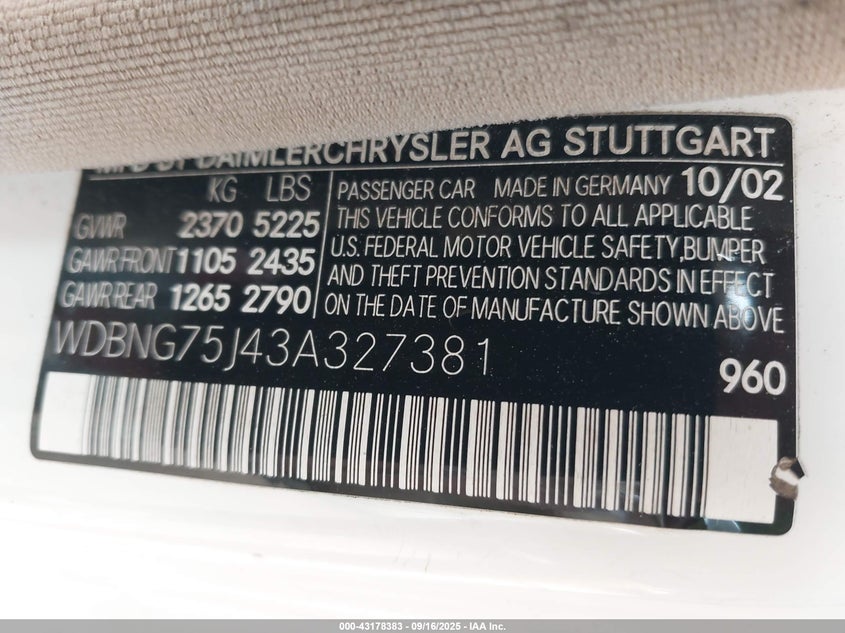 MFD BY DAIMLERCHRYSLER AG STUTTGART
KG LBS
GVWR 2370 5225
GAWR FRONT 1105 2435
GAWR REAR 1265 2790
PASSENGER CAR MADE IN GERMANY 10/02
THIS VEHICLE CONFORMS TO ALL APPLICABLE
U.S. FEDERAL MOTOR VEHICLE SAFETY, BUMPER
AND THEFT PREVENTION STANDARDS IN EFFECT
ON THE DATE OF MANUFACTURE SHOWN ABOVE
WDBNG75J43A327381
960
000-43178383 - 09/16/2025 - IAA Inc.